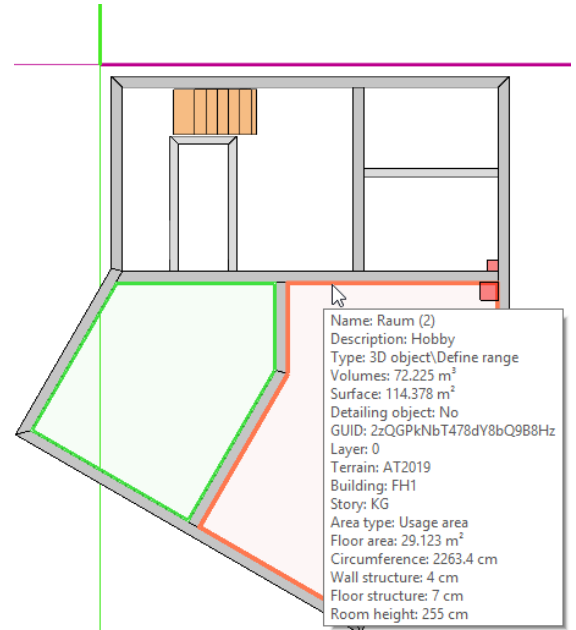 Name: Raum (2)
Description: Hobby
Type: 3D object\Define range
Volumes: 72.225 m³
Surface: 114.378 m²
Detailing object: No
GUID: 2zQGPkNbT478dY8bQ9B8Hz
Layer: 0
Terrain: AT2019
Building: FH1
Story: KG
Area type: Usage area
Floor area: 29.123 m²
Circumference: 2263.4 cm
Wall structure: 4 cm
Floor structure: 7 cm
Room height: 255 cm